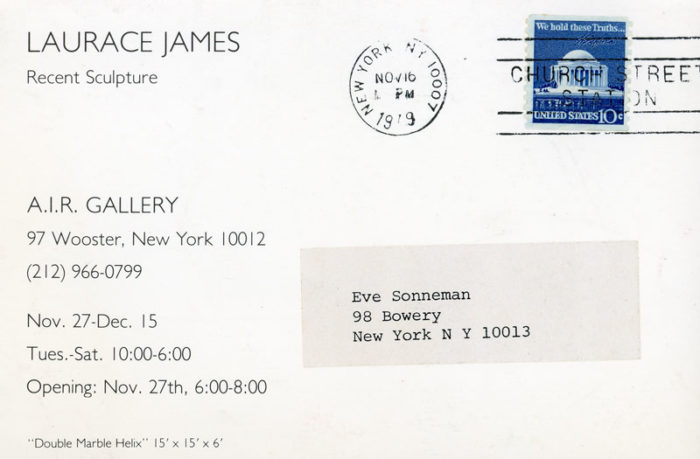 LAURACE JAMES
Recent Sculpture
NEW YORK NY 10007
NOV 16
PM
1979
We hold these Truths...
CHURCH STREET
STATION
UNITED STATES 10c
A.I.R. GALLERY
97 Wooster, New York 10012
(212) 966-0799
Nov. 27-Dec. 15
Tues.-Sat. 10:00-6:00
Opening: Nov. 27th, 6:00-8:00
Eve Sonneman
98 Bowery
New York N Y 10013
"Double Marble Helix" 15' x 15' x 6'